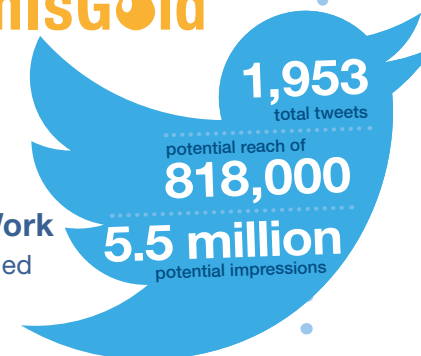 1,953
total tweets
potential reach of
818,000
5.5 million
potential impressions